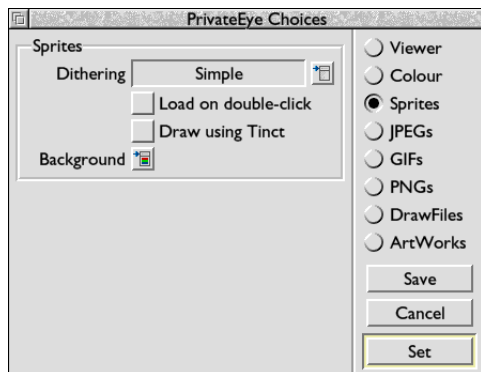 PrivateEye Choices
Sprites
Dithering Simple
Load on double-click
Draw using Tinct
Background
Viewer
Colour
Sprites
JPEGs
GIFs
PNGs
DrawFiles
ArtWorks
Save
Cancel
Set